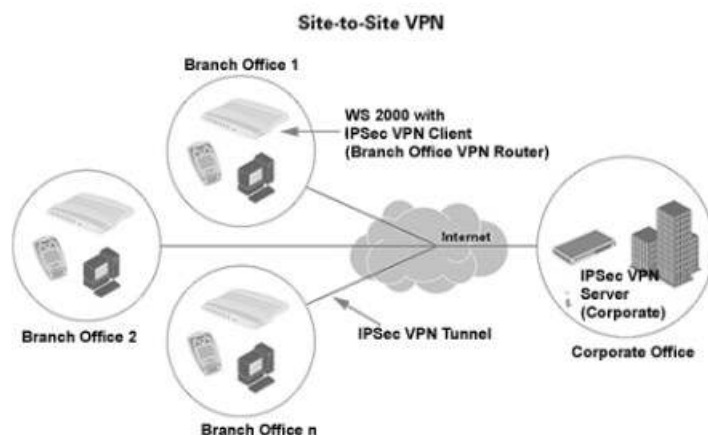 Site-to-Site VPN
Branch Office 1
WS 2000 with
IPSec VPN Client
(Branch Office VPN Router)
Internet
IPSec VPN
Server
(Corporate)
Branch Office 2
IPSec VPN Tunnel
Corporate Office
Branch Office n